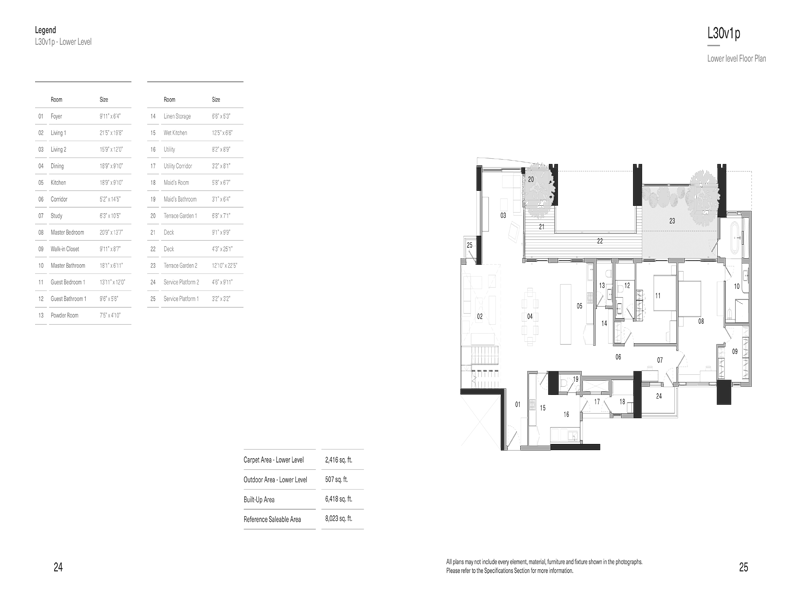 Legend
L30v1p - Lower Level
Room Size
01 Foyer 8'11" x 6'4"
02 Living 1 21'5" x 19'8"
03 Living 2 15'9" x 12'0"
04 Dining 18'9" x 9'10"
05 Kitchen 18'9" x 9'10"
06 Corridor 5'2" x 14'5"
07 Study 6'2" x 10'6"
08 Master Bedroom 20'9" x 13'7"
09 Walk-in Closet 9'11" x 8'7"
10 Master Bathroom 18'1" x 6'11"
11 Guest Bedroom 1 13'11" x 12'0"
12 Guest Bathroom 1 9'6" x 5'6"
13 Powder Room 7'6" x 4'10"
Room Size
14 Linen Storage 6'6" x 5'3"
15 Wet Kitchen 12'5" x 6'8"
16 Utility 8'2" x 8'9"
17 Utility Corridor 3'2" x 8'1"
18 Maid's Room 5'8" x 6'7"
19 Maid's Bathroom 3'1" x 6'4"
20 Terrace Garden 1 6'8" x 7'1"
21 Deck 9'1" x 9'9"
22 Deck 4'3" x 25'1"
23 Terrace Garden 2 12'10" x 22'5"
24 Service Platform 2 4'6" x 9'11"
25 Service Platform 1 3'2" x 2'2"
Carpet Area - Lower Level 2,416 sq. ft.
Outdoor Area - Lower Level 507 sq. ft.
Built-Up Area 6,418 sq. ft.
Reference Saleable Area 8,023 sq. ft.
24
L30v1p
Lower level Floor Plan
20
03
21
23
22
25
13
12
11
10
02
04
05
14
08
06
07
09
19
17
18
24
01
15
16
All plans may not include every element, material, furniture and fixture shown in the photographs.
Please refer to the Specifications Section for more information.
25